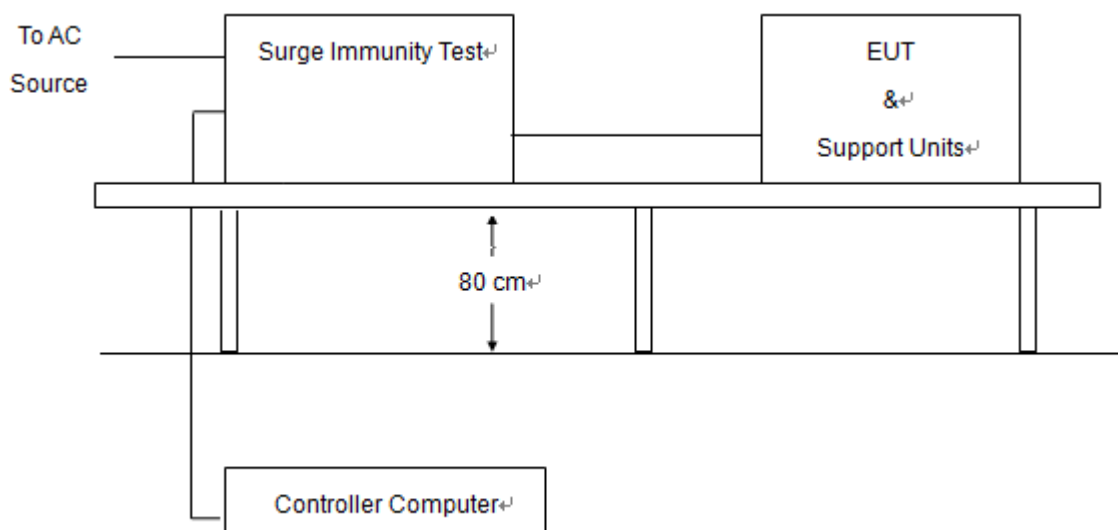 To AC
Source
Surge Immunity Test↵
EUT
&↵
Support Units↵
80 cm↵
Controller Computer↵